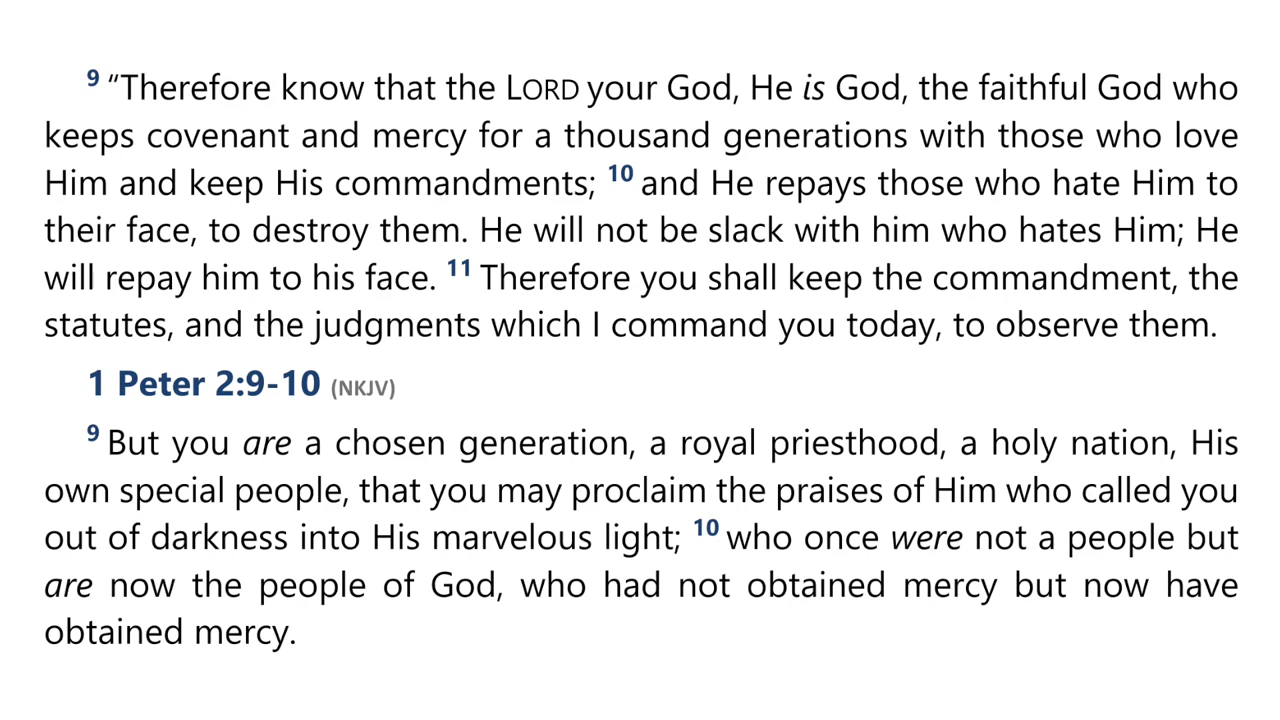 9 “Therefore know that the LORD your God, He is God, the faithful God who
keeps covenant and mercy for a thousand generations with those who love
Him and keep His commandments; 10 and He repays those who hate Him to
their face, to destroy them. He will not be slack with him who hates Him; He
will repay him to his face. 11 Therefore you shall keep the commandment, the
statutes, and the judgments which I command you today, to observe them.
1 Peter 2:9-10 (NKJV)
9 But you are a chosen generation, a royal priesthood, a holy nation, His
own special people, that you may proclaim the praises of Him who called you
out of darkness into His marvelous light; 10 who once were not a people but
are now the people of God, who had not obtained mercy but now have
obtained mercy.